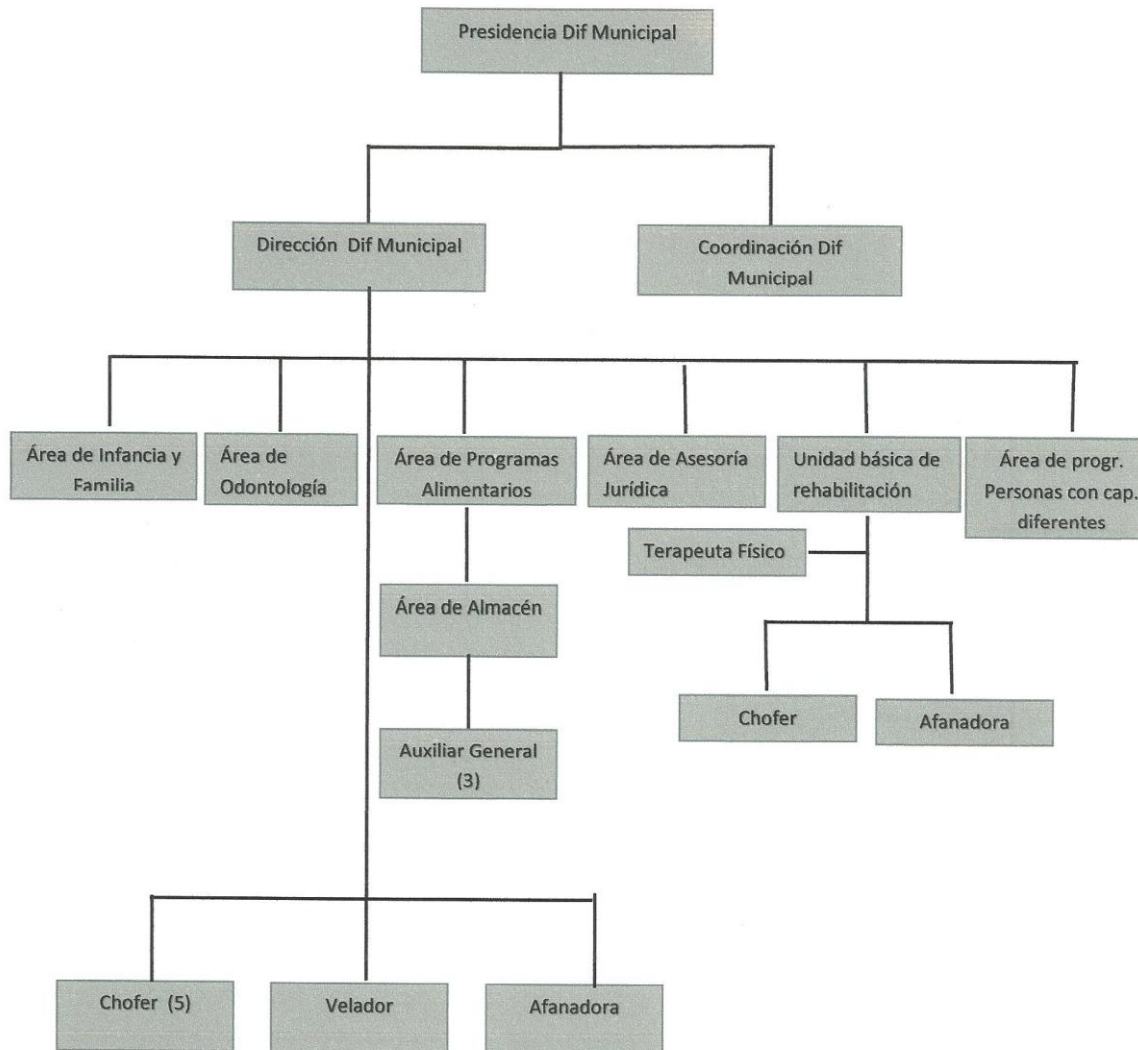 Presidencia Dif Municipal
Dirección Dif Municipal
Coordinación Dif
Municipal
Área de Infancia y
Familia
Área de
Odontología
Área de Programas
Alimentarios
Área de Asesoría
Jurídica
Unidad básica de
rehabilitación
Área de progr.
Personas con cap.
diferentes
Terapeuta Físico
Área de Almacén
Chofer
Afanadora
Auxiliar General
(3)
Chofer (5)
Velador
Afanadora